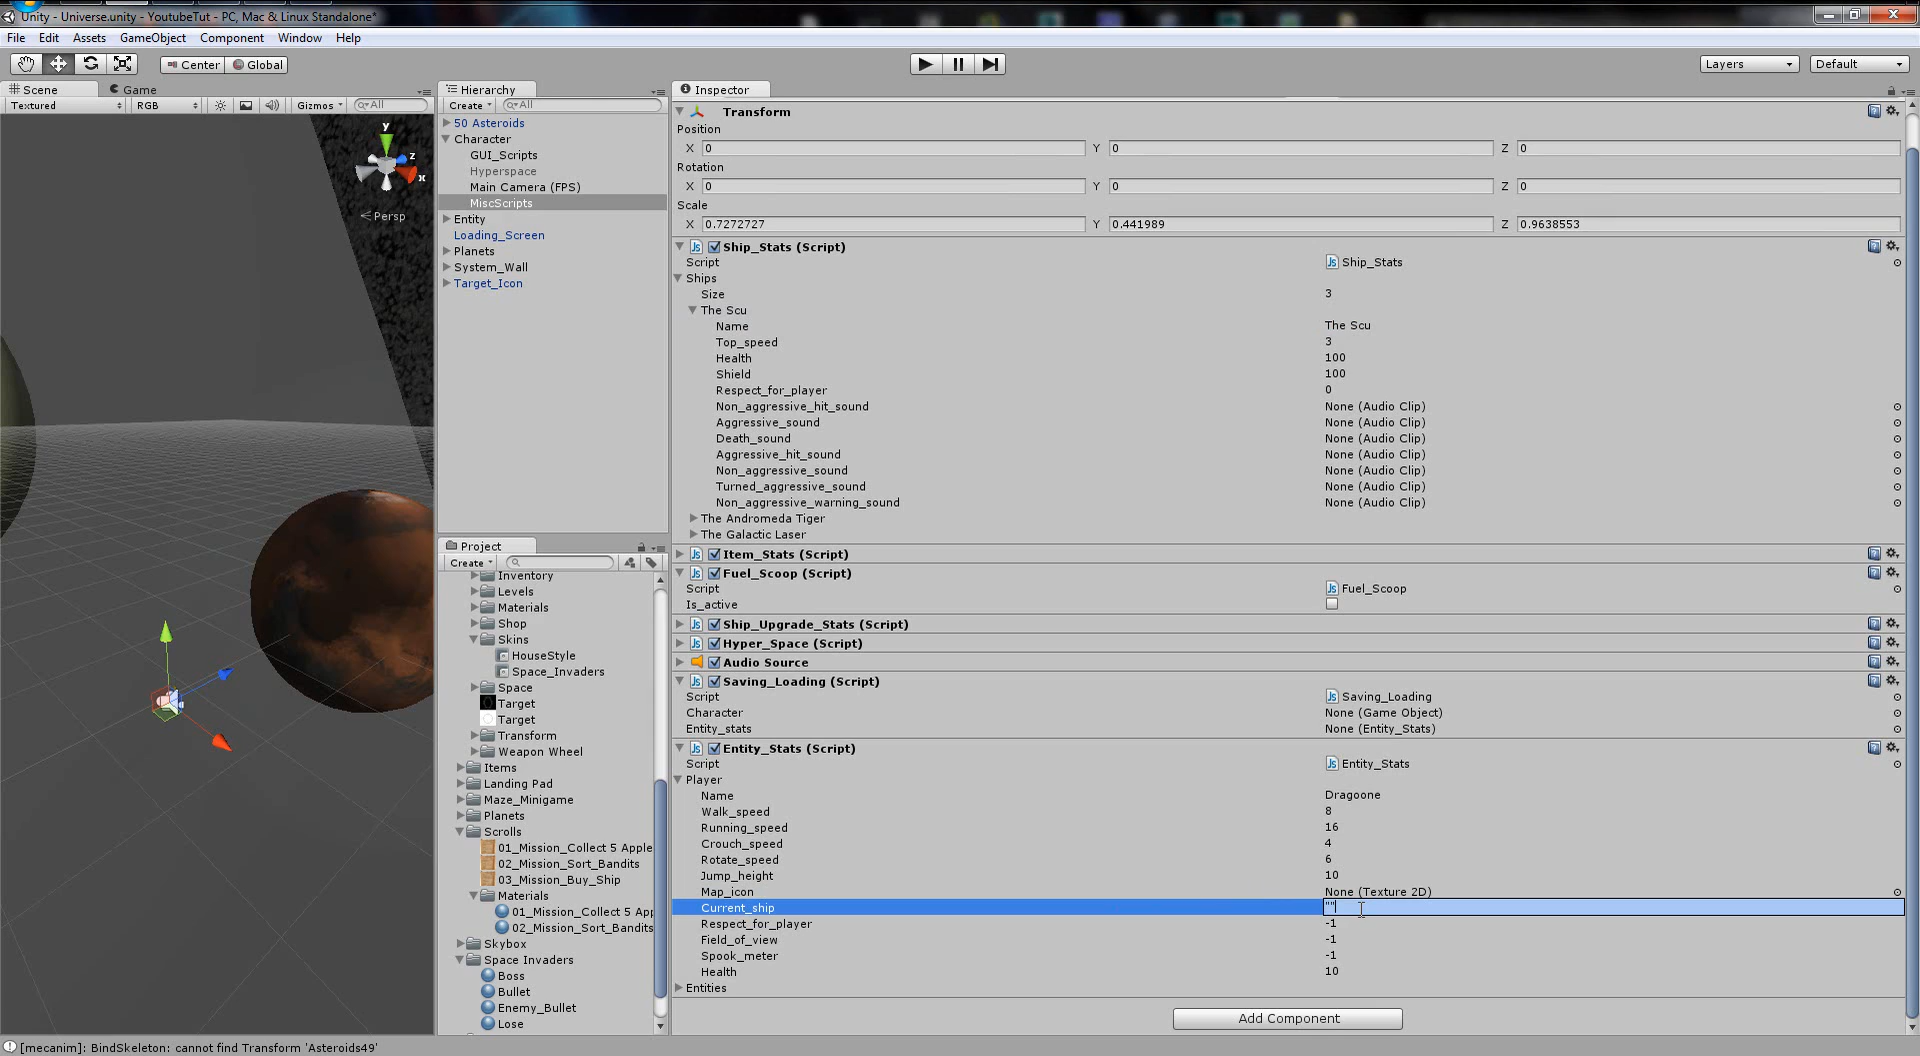 Unity - Universe.unity - YoutubeTut - PC, Mac & Linux Standalone*
File Edit Assets GameObject Component Window Help
Center Global Layers Default
Scene Game
Textured RGB Gizmos All
y
z
x
Persp
Hierarchy
Create All
50 Asteroids
Character
GUI_Scripts
Hyperspace
Main Camera (FPS)
MiscScripts
Entity
Loading_Screen
Planets
System_Wall
Target_Icon
Project
Create
Inventory
Levels
Materials
Shop
Skins
HouseStyle
Space_Invaders
Space
Target
Target
Transform
Weapon Wheel
Items
Landing Pad
Maze_Minigame
Planets
Scrolls
01_Mission_Collect 5 Apple
02_Mission_Sort_Bandits
03_Mission_Buy_Ship
Materials
01_Mission_Collect 5 App
02_Mission_Sort_Bandits
Skybox
Space Invaders
Boss
Bullet
Enemy_Bullet
Lose
Inspector
Transform
Position
X 0 Y 0 Z 0
Rotation
X 0 Y 0 Z 0
Scale
X 0.7272727 Y 0.441989 Z 0.9638553
Ship_Stats (Script)
Script Ship_Stats
Ships
Size 3
The Scu
Name The Scu
Top_speed 3
Health 100
Shield 100
Respect_for_player 0
Non_aggressive_hit_sound None (Audio Clip)
Aggressive_sound None (Audio Clip)
Death_sound None (Audio Clip)
Aggressive_hit_sound None (Audio Clip)
Non_aggressive_sound None (Audio Clip)
Turned_aggressive_sound None (Audio Clip)
Non_aggressive_warning_sound None (Audio Clip)
The Andromeda Tiger
The Galactic Laser
Item_Stats (Script)
Fuel_Scoop (Script)
Script Fuel_Scoop
Is_active
Ship_Upgrade_Stats (Script)
Hyper_Space (Script)
Audio Source
Saving_Loading (Script)
Script Saving_Loading
Character None (Game Object)
Entity_stats None (Entity_Stats)
Entity_Stats (Script)
Script Entity_Stats
Player
Name Dragoone
Walk_speed 8
Running_speed 16
Crouch_speed 4
Rotate_speed 6
Jump_height 10
Map_icon None (Texture 2D)
Current_ship ""
Respect_for_player -1
Field_of_view -1
Spook_meter -1
Health 10
Entities
Add Component
[mecanim]: BindSkeleton: cannot find Transform 'Asteroids49'